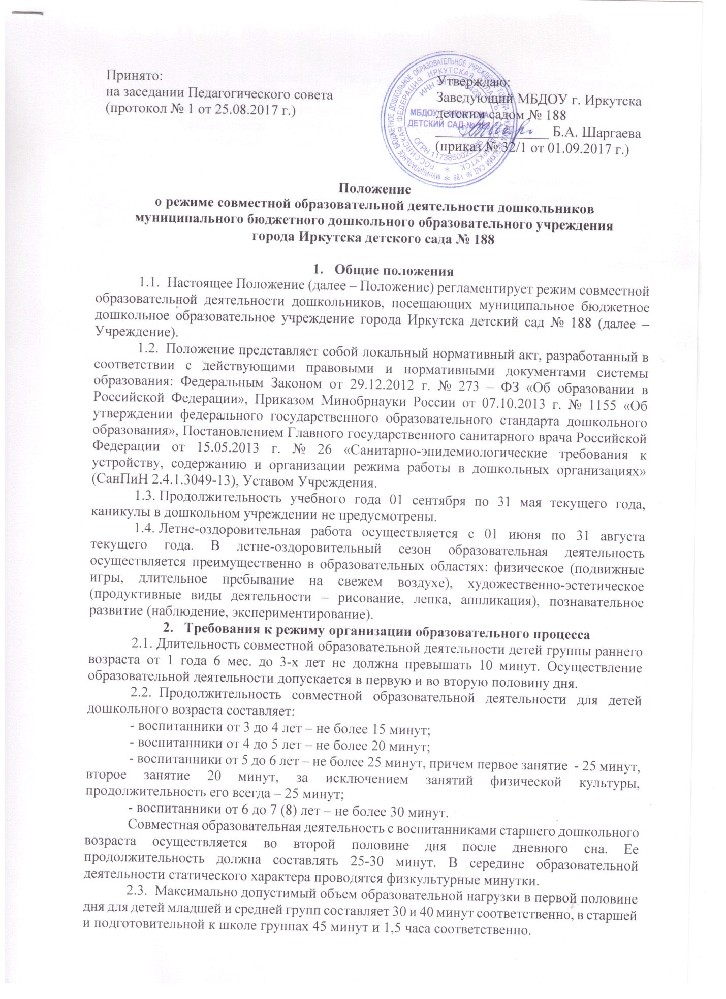 Принято:
на заседании Педагогического совета
(протокол № 1 от 25.08.2017 г.)
Утверждаю:
Заведующий МБДОУ г. Иркутска
детским садом № 188
Б.А. Шаргаева
(приказ № 32/1 от 01.09.2017 г.)
МУНИЦИПАЛЬНОЕ БЮДЖЕТНОЕ ДОШКОЛЬНОЕ ОБРАЗОВАТЕЛЬНОЕ УЧРЕЖДЕНИЕ ГОРОДА ИРКУТСКА ДЕТСКИЙ САД № 188
РОССИЙСКАЯ ФЕДЕРАЦИЯ ИРКУТСКАЯ ОБЛАСТЬ ИРКУТСК
МБДОУ Г. ИРКУТСКА
ДЕТСКИЙ САД № 188
Положение
о режиме совместной образовательной деятельности дошкольников
муниципального бюджетного дошкольного образовательного учреждения
города Иркутска детского сада № 188
1. Общие положения
1.1. Настоящее Положение (далее – Положение) регламентирует режим совместной
образовательной деятельности дошкольников, посещающих муниципальное бюджетное
дошкольное образовательное учреждение города Иркутска детский сад № 188 (далее –
Учреждение).
1.2. Положение представляет собой локальный нормативный акт, разработанный в
соответствии с действующими правовыми и нормативными документами системы
образования: Федеральным Законом от 29.12.2012 г. № 273 – ФЗ «Об образовании в
Российской Федерации», Приказом Минобрнауки России от 07.10.2013 г. № 1155 «Об
утверждении федерального государственного образовательного стандарта дошкольного
образования», Постановлением Главного государственного санитарного врача Российской
Федерации от 15.05.2013 г. № 26 «Санитарно-эпидемиологические требования к
устройству, содержанию и организации режима работы в дошкольных организациях»
(СанПиН 2.4.1.3049-13), Уставом Учреждения.
1.3. Продолжительность учебного года 01 сентября по 31 мая текущего года,
каникулы в дошкольном учреждении не предусмотрены.
1.4. Летне-оздоровительная работа осуществляется с 01 июня по 31 августа
текущего года. В летне-оздоровительный сезон образовательная деятельность
осуществляется преимущественно в образовательных областях: физическое (подвижные
игры, длительное пребывание на свежем воздухе), художественно-эстетическое
(продуктивные виды деятельности – рисование, лепка, аппликация), познавательное
развитие (наблюдение, экспериментирование).
2. Требования к режиму организации образовательного процесса
2.1. Длительность совместной образовательной деятельности детей группы раннего
возраста от 1 года 6 мес. до 3-х лет не должна превышать 10 минут. Осуществление
образовательной деятельности допускается в первую и во вторую половину дня.
2.2. Продолжительность совместной образовательной деятельности для детей
дошкольного возраста составляет:
- воспитанники от 3 до 4 лет – не более 15 минут;
- воспитанники от 4 до 5 лет – не более 20 минут;
- воспитанники от 5 до 6 лет – не более 25 минут, причем первое занятие - 25 минут,
второе занятие 20 минут, за исключением занятий физической культуры,
продолжительность его всегда – 25 минут;
- воспитанники от 6 до 7 (8) лет – не более 30 минут.
Совместная образовательная деятельность с воспитанниками старшего дошкольного
возраста осуществляется во второй половине дня после дневного сна. Ее
продолжительность должна составлять 25-30 минут. В середине образовательной
деятельности статического характера проводятся физкультурные минутки.
2.3. Максимально допустимый объем образовательной нагрузки в первой половине
дня для детей младшей и средней групп составляет 30 и 40 минут соответственно, в старшей
и подготовительной к школе группах 45 минут и 1,5 часа соответственно.